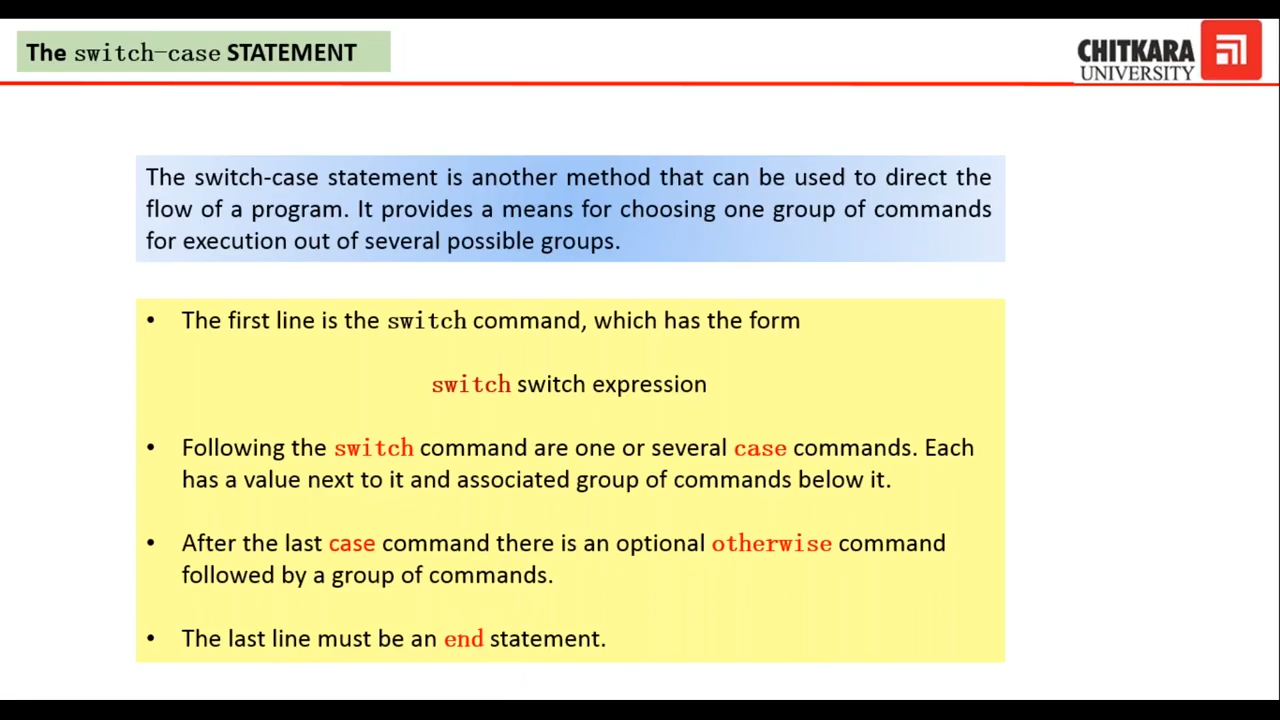 The switch-case STATEMENT
CHITKARA
UNIVERSITY
The switch-case statement is another method that can be used to direct the
flow of a program. It provides a means for choosing one group of commands
for execution out of several possible groups.
• The first line is the switch command, which has the form
switch switch expression
• Following the switch command are one or several case commands. Each
has a value next to it and associated group of commands below it.
• After the last case command there is an optional otherwise command
followed by a group of commands.
• The last line must be an end statement.